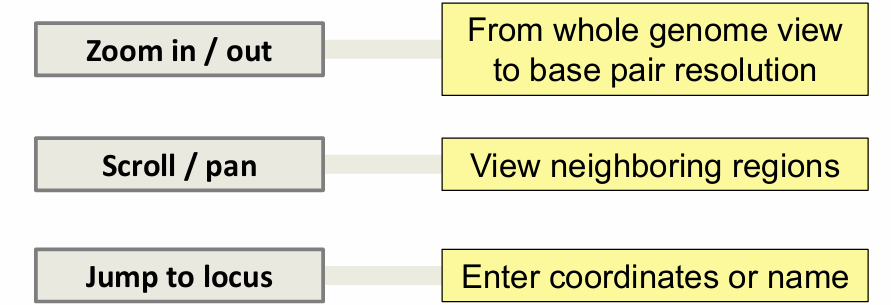 Zoom in / out
From whole genome view
to base pair resolution
Scroll / pan
View neighboring regions
Jump to locus
Enter coordinates or name